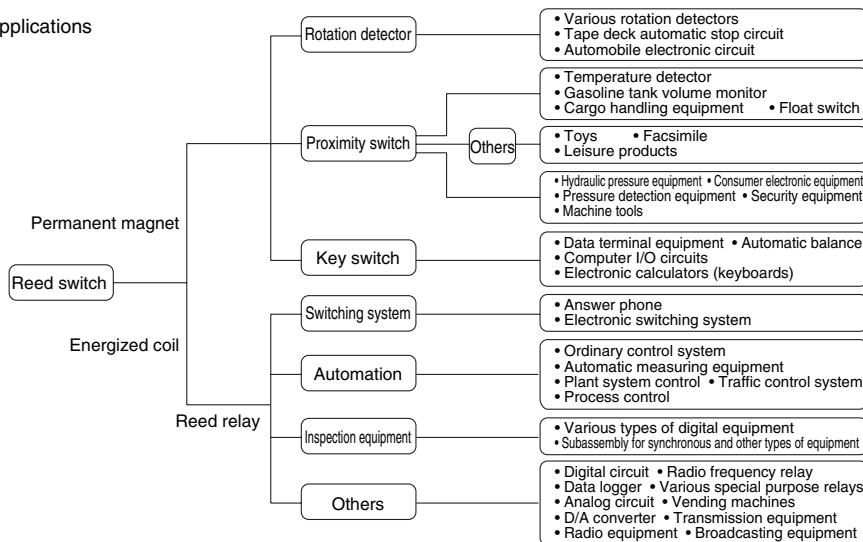 pplications
Rotation detector
• Various rotation detectors
• Tape deck automatic stop circuit
• Automobile electronic circuit
Proximity switch
• Temperature detector
• Gasoline tank volume monitor
• Cargo handling equipment • Float switch
Others
• Toys • Facsimile
• Leisure products
• Hydraulic pressure equipment • Consumer electronic equipment
• Pressure detection equipment • Security equipment
• Machine tools
Permanent magnet
Key switch
• Data terminal equipment • Automatic balance
• Computer I/O circuits
• Electronic calculators (keyboards)
Reed switch
Energized coil
Reed relay
Switching system
• Answer phone
• Electronic switching system
Automation
• Ordinary control system
• Automatic measuring equipment
• Plant system control • Traffic control system
• Process control
Inspection equipment
• Various types of digital equipment
• Subassembly for synchronous and other types of equipment
Others
• Digital circuit • Radio frequency relay
• Data logger • Various special purpose relays
• Analog circuit • Vending machines
• D/A converter • Transmission equipment
• Radio equipment • Broadcasting equipment